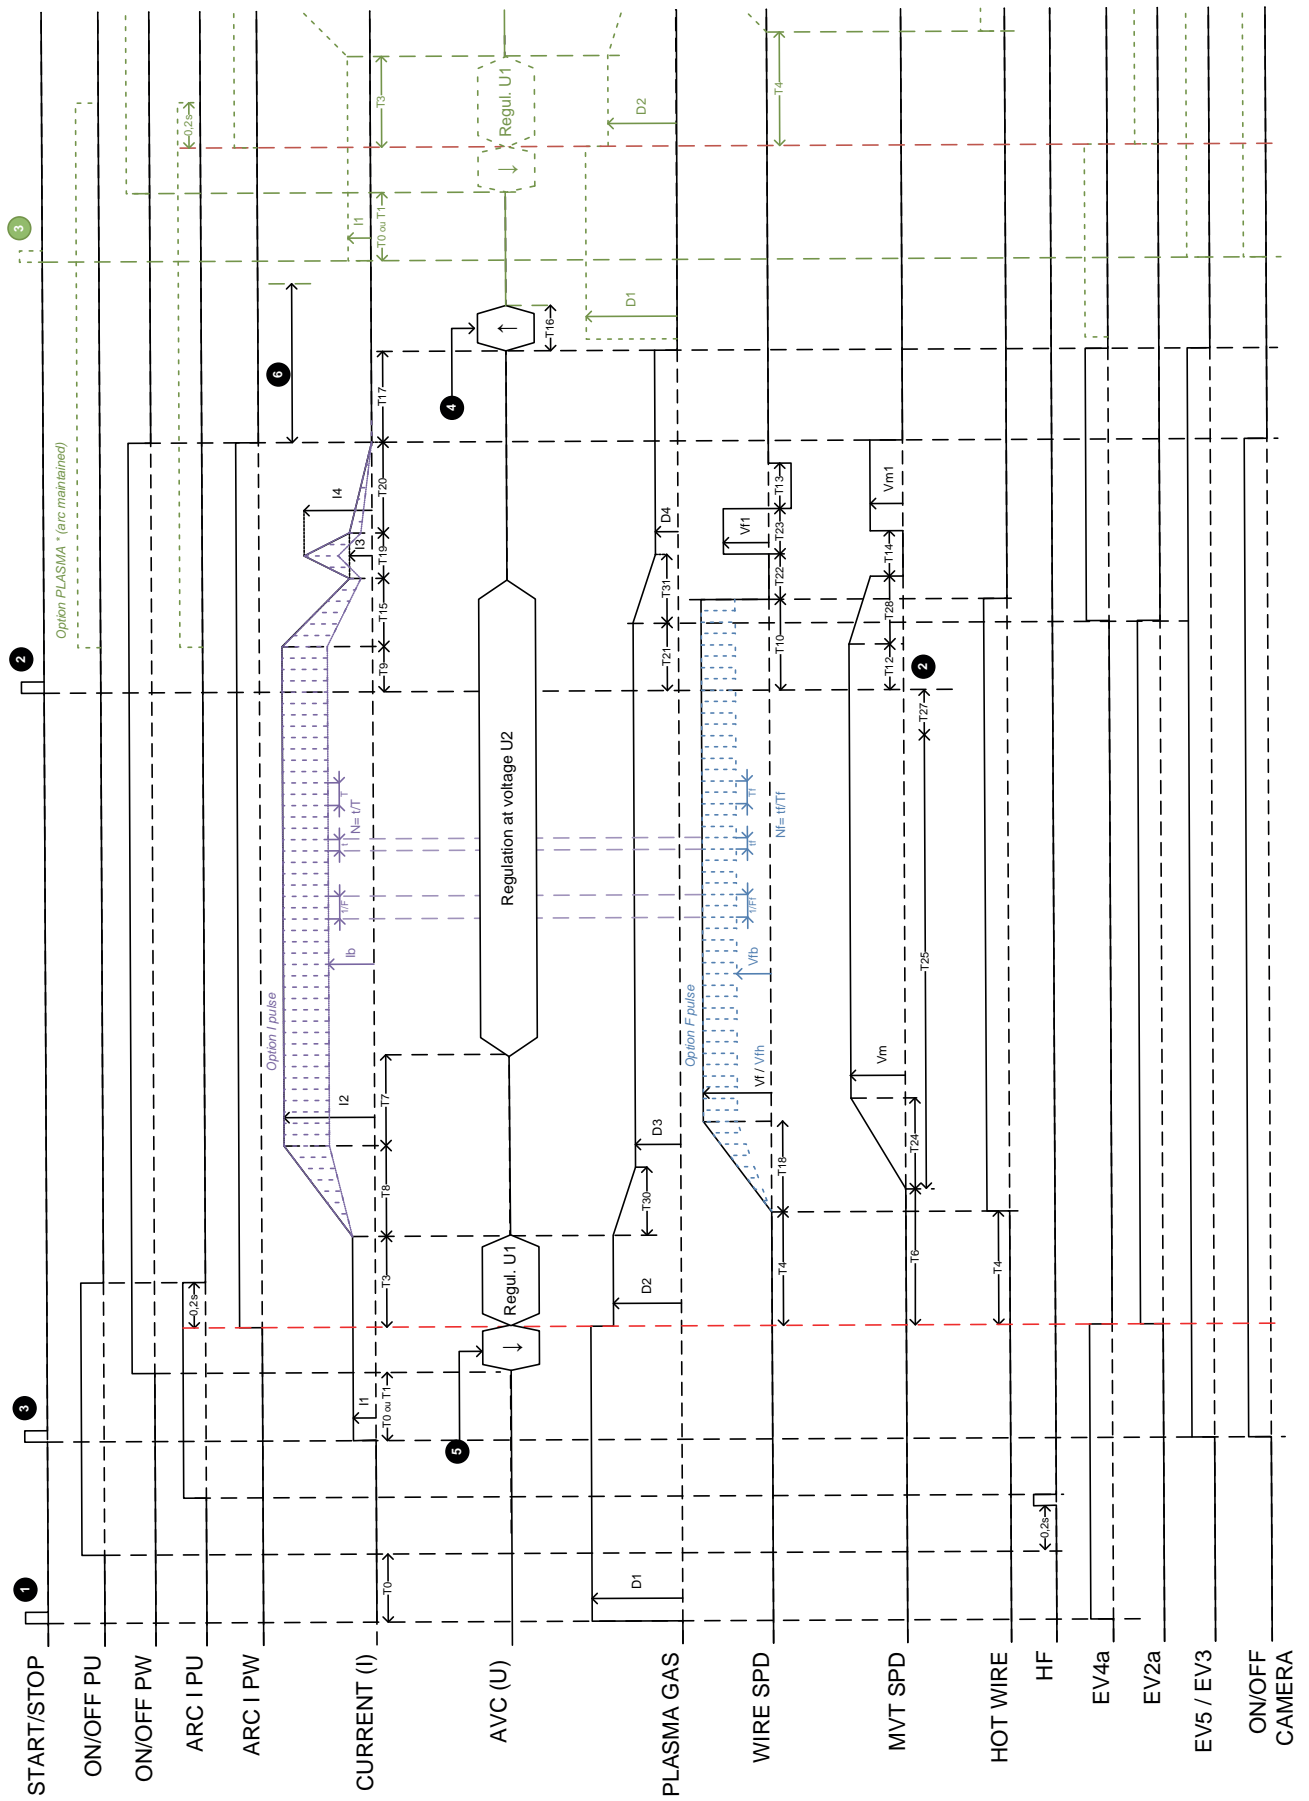 START/STOP
1
3
2
3
ON/OFF PU
Option PLASMA * (arc maintained)
ON/OFF PW
ARC I PU
0,2s
0,2s
ARC I PW
6
CURRENT (I)
T0
T0 ou T1
I1
T3
T8
I2
T7
Option I pulse
Ib
1/F
t
N= t/T
T
T9
T15
T19
I3
I4
T20
T17
T0 ou T1
I1
T3
AVC (U)
5
↓
Regul. U1
Regulation at voltage U2
4
↑
T16
↓
Regul. U1
PLASMA GAS
D1
D2
T30
D3
T21
T31
D4
D1
D2
WIRE SPD
T4
T18
Vf / Vfh
Option F pulse
Vfb
1/Ff
tf
Nf= tf/Tf
Tf
T10
T22
Vf1
T23
T13
T4
MVT SPD
T6
T24
Vm
T25
T27
2
T12
T28
T14
Vm1
HOT WIRE
T4
HF
0,2s
EV4a
EV2a
EV5 / EV3
ON/OFF
CAMERA